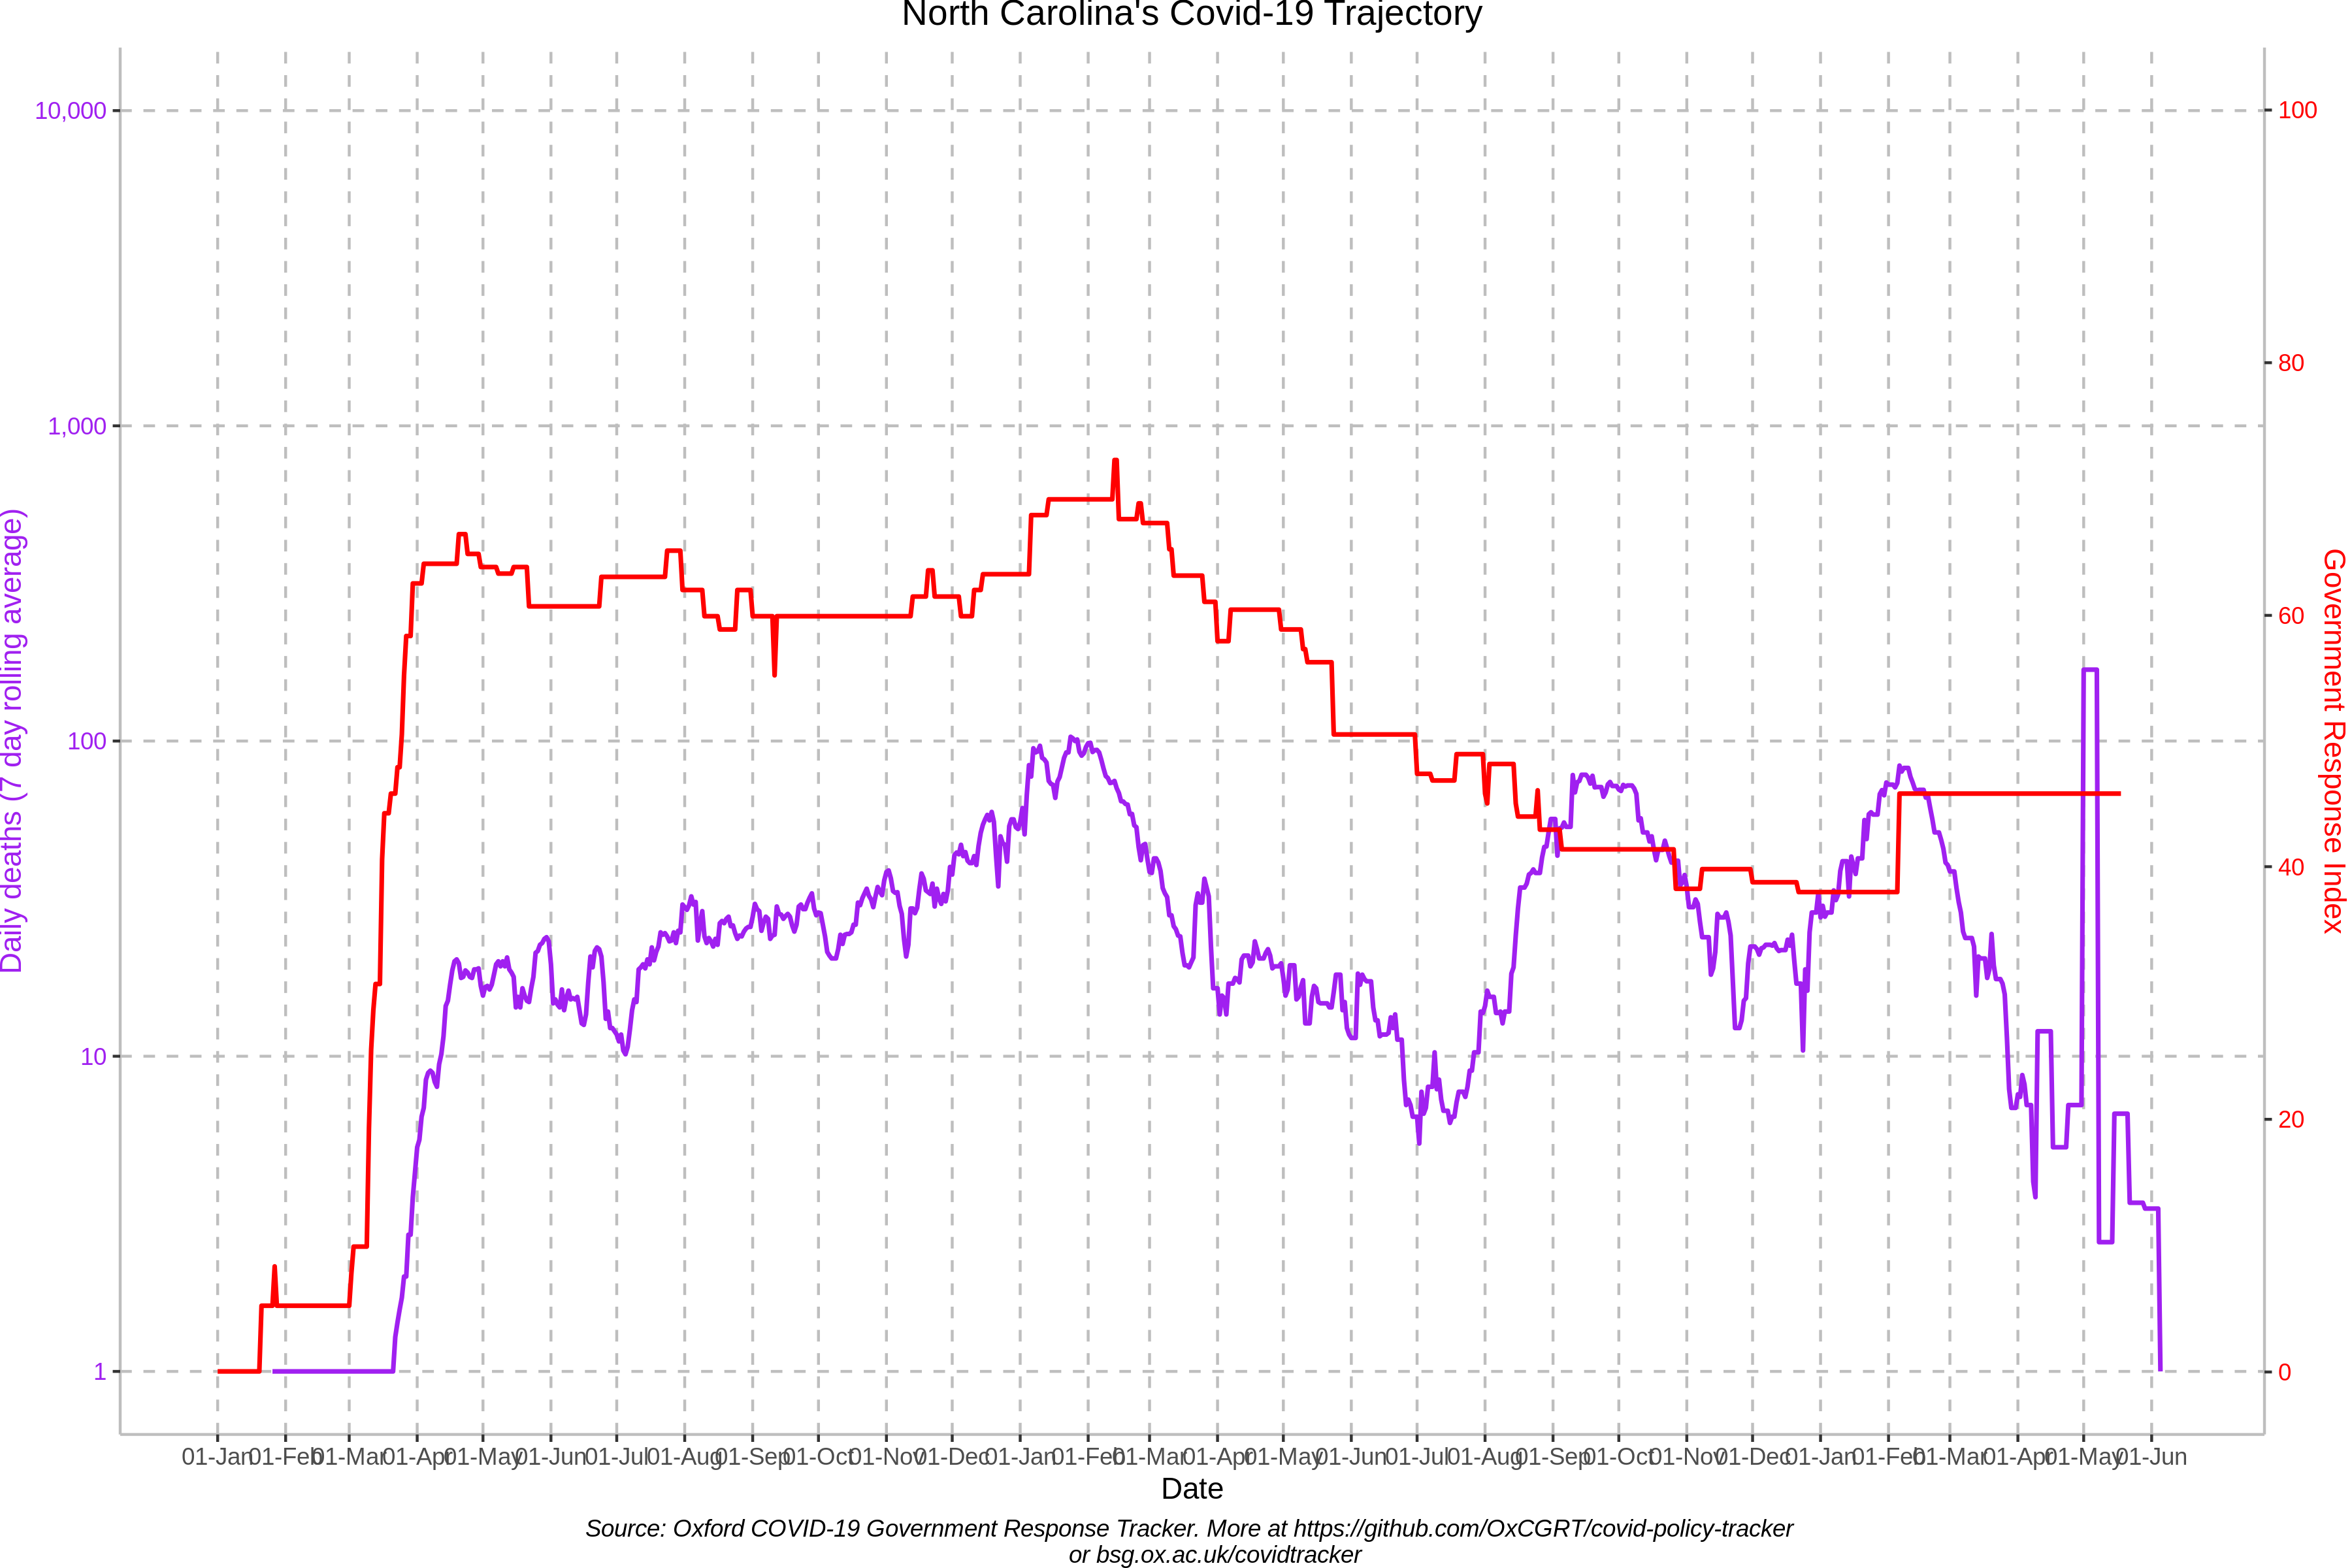 North Carolina's Covid-19 Trajectory
10,000
1,000
100
10
1
Daily deaths (7 day rolling average)
100
80
60
40
20
0
Government Response Index
01-Jan 01-Feb 01-Mar 01-Apr 01-May 01-Jun 01-Jul 01-Aug 01-Sep 01-Oct 01-Nov 01-Dec 01-Jan 01-Feb 01-Mar 01-Apr 01-May 01-Jun 01-Jul 01-Aug 01-Sep 01-Oct 01-Nov 01-Dec 01-Jan 01-Feb 01-Mar 01-Apr 01-May 01-Jun
Date
Source: Oxford COVID-19 Government Response Tracker. More at https://github.com/OxCGRT/covid-policy-tracker
or bsg.ox.ac.uk/covidtracker